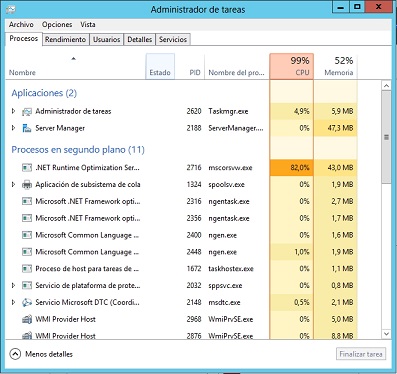 Administrador de tareas
Archivo Opciones Vista
Procesos Rendimiento Usuarios Detalles Servicios
99% 52%
Nombre Estado PID Nombre del pro... CPU Memoria
Aplicaciones (2)
Administrador de tareas 2620 Taskmgr.exe 4,9% 5,9 MB
Server Manager 2188 ServerManager.... 0% 47,3 MB
Procesos en segundo plano (11)
.NET Runtime Optimization Ser... 2716 mscorsvw.exe 82,0% 43,0 MB
Aplicación de subsistema de cola 1324 spoolsv.exe 0% 1,9 MB
Microsoft .NET Framework opti... 2316 ngentask.exe 0% 2,7 MB
Microsoft .NET Framework opti... 2356 ngentask.exe 0% 1,7 MB
Microsoft Common Language ... 2400 ngen.exe 0% 1,6 MB
Microsoft Common Language ... 2448 ngen.exe 1,0% 1,9 MB
Proceso de host para tareas de ... 1672 taskhostex.exe 0% 1,1 MB
Servicio de plataforma de prote... 2032 sppsvc.exe 0% 0,8 MB
Servicio Microsoft DTC (Coordi... 2148 msdtc.exe 0,5% 2,1 MB
WMI Provider Host 2968 WmiPrvSE.exe 0% 5,0 MB
WMI Provider Host 2876 WmiPrvSE.exe 0% 8,8 MB
Menos detalles Finalizar tarea